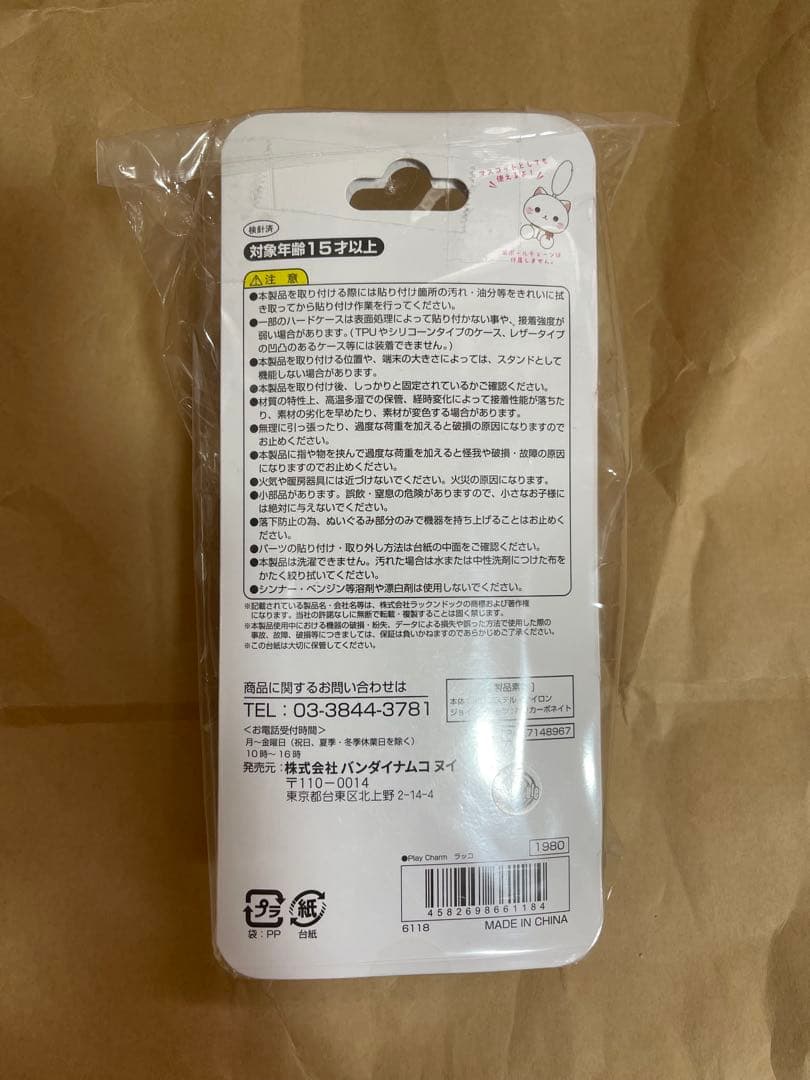 マスコットとしても
使えるよ!
※ボールチェーンは
付属しません。
検針済
対象年齢15才以上
注意
●本製品を取り付ける際には貼り付け箇所の汚れ・油分等をきれいに拭
き取ってから貼り付け作業を行ってください。
●一部のハードケースは表面処理によって貼り付かない事や、接着強度が
弱い場合があります。(TPUやシリコーンタイプのケース、レザータイプ
の凹凸のあるケース等には装着できません。)
●本製品を取り付ける位置や、端末の大きさによっては、スタンドとして
機能しない場合があります。
●本製品を取り付け後、しっかりと固定されているかご確認ください。
●材質の特性上、高温多湿での保管、経時変化によって接着性能が落ちた
り、素材の劣化を早めたり、素材が変色する場合があります。
●無理に引っ張ったり、過度な荷重を加えると破損の原因になりますので
お止めください。
●本製品に指や物を挟んで過度な荷重を加えると怪我や破損・故障の原因
になりますのでお止めください。
●火気や暖房器具には近づけないでください。火災の原因になります。
●小部品があります。誤飲・窒息の危険がありますので、小さなお子様に
は絶対に与えないでください。
●落下防止の為、ぬいぐるみ部分のみで機器を持ち上げることはお止めく
ださい。
●パーツの貼り付け・取り外し方法は台紙の中面をご確認ください。
●本製品は洗濯できません。汚れた場合は水または中性洗剤につけた布を
かたく絞り拭いてください。
●シンナー・ベンジン等溶剤や漂白剤は使用しないでください。
※記載されている製品名・会社名等は、株式会社ラックンドックの商標および著作権
になります。当社の許諾なしに無断で転載・複製することは固く禁じます。
※本製品使用中における機器の破損・紛失、データによる損失や誤った方法で使用した際の
事故、故障、破損等につきましては、保証は負いかねますのであらかじめご了承ください。
※この台紙は大切に保管してください。
商品に関するお問い合わせは
TEL:03-3844-3781
<お電話受付時間>
月~金曜日(祝日、夏季・冬季休業日を除く)
10時~16時
発売元:株式会社 バンダイナムコ ヌイ
〒110-0014
東京都台東区北上野 2-14-4
製品素
本体
ステル
イロン
ジョイ
カーボネイト
7148967
1980
●Play Charm ラッコ
4582698661184
6118
MADE IN CHINA
プラ
袋:PP
紙
台紙